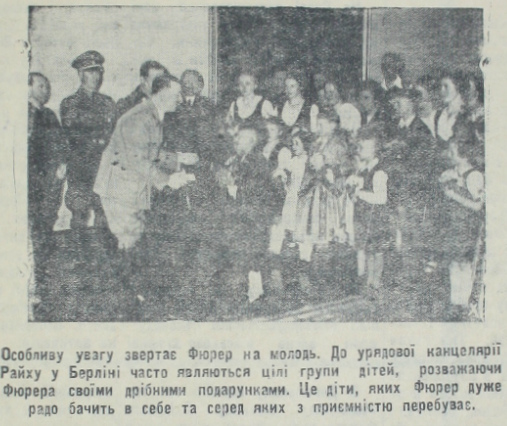 Особливу увагу звертає Фюрер на молодь. До урядової канцелярії
Райху у Берліні часто являються цілі групи дітей, розважаючи
Фюрера своїми дрібними подарунками. Це діти, яких Фюрер дуже
радо бачить в себе та серед яких з приємністю перебуває.